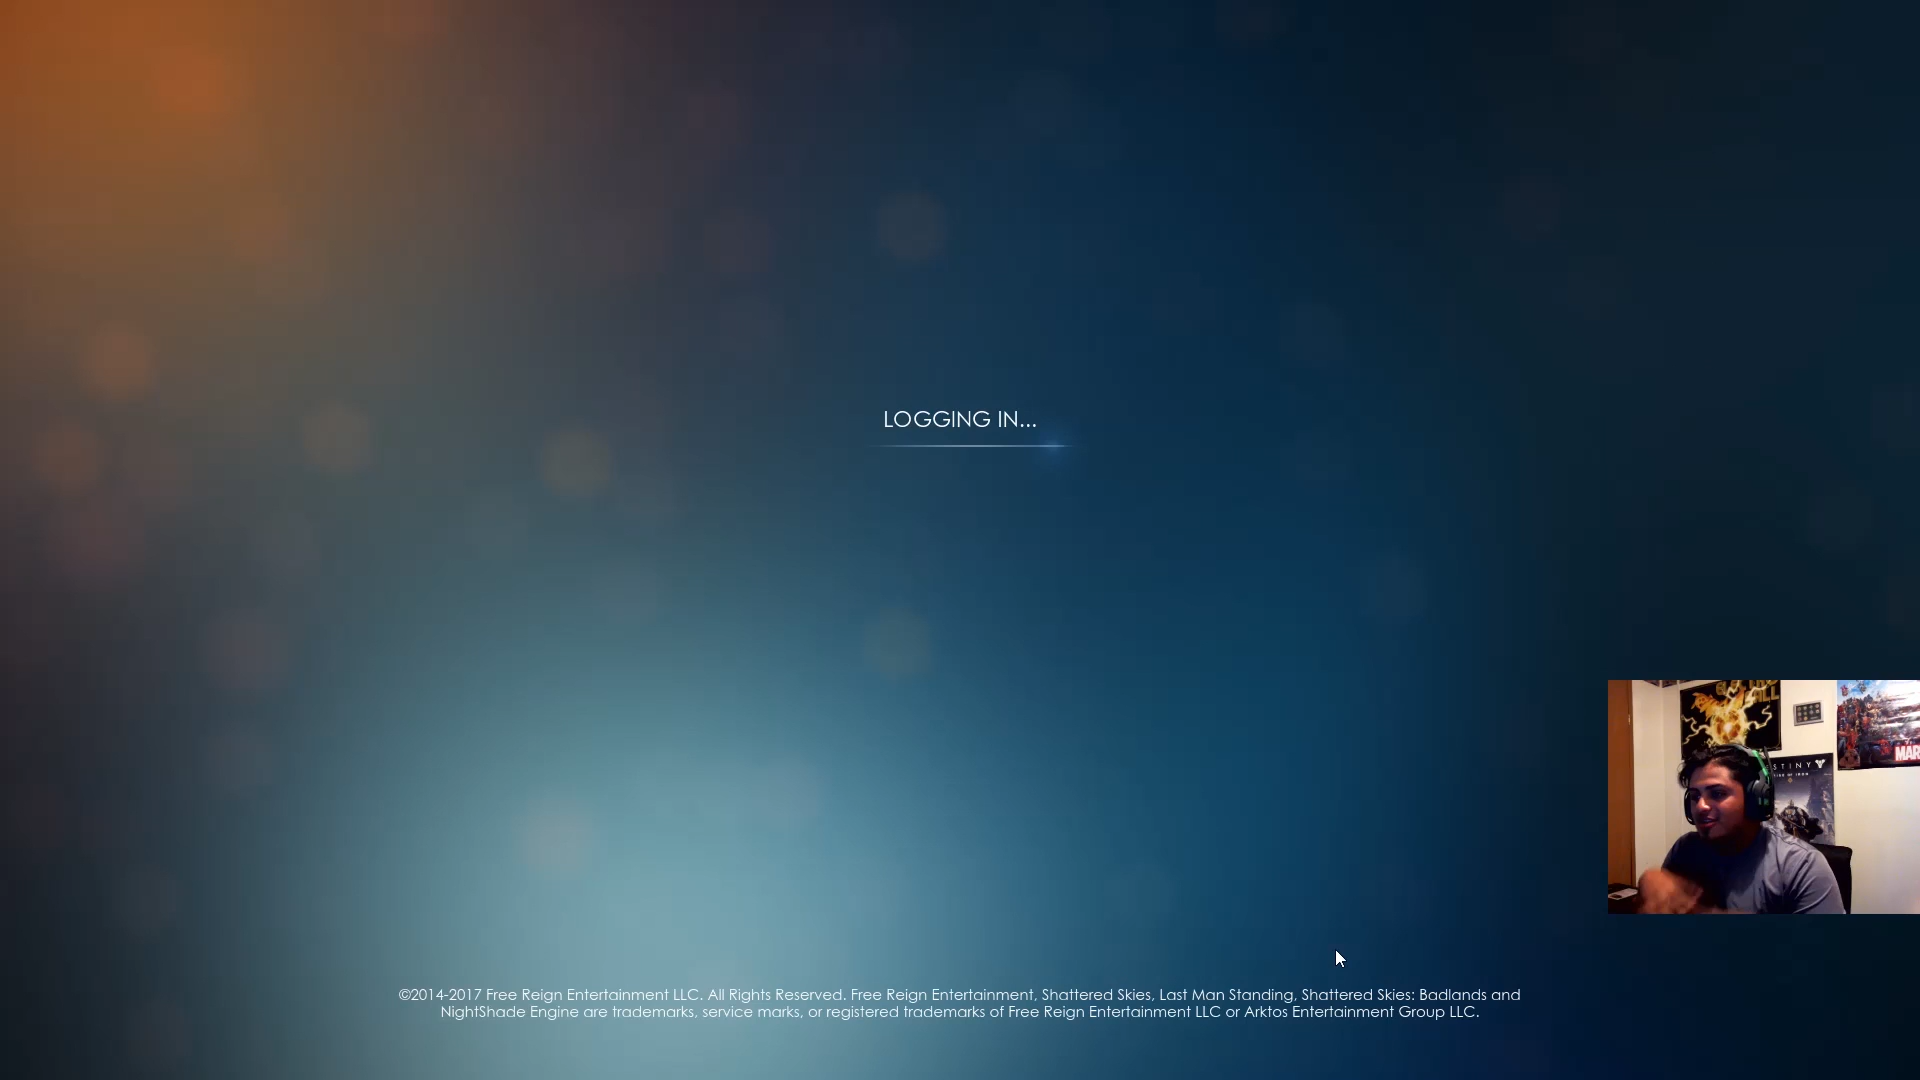 LOGGING IN...
MAR
STINY
©2014-2017 Free Reign Entertainment LLC. All Rights Reserved. Free Reign Entertainment, Shattered Skies, Last Man Standing, Shattered Skies: Badlands and
NightShade Engine are trademarks, service marks, or registered trademarks of Free Reign Entertainment LLC or Arktos Entertainment Group LLC.